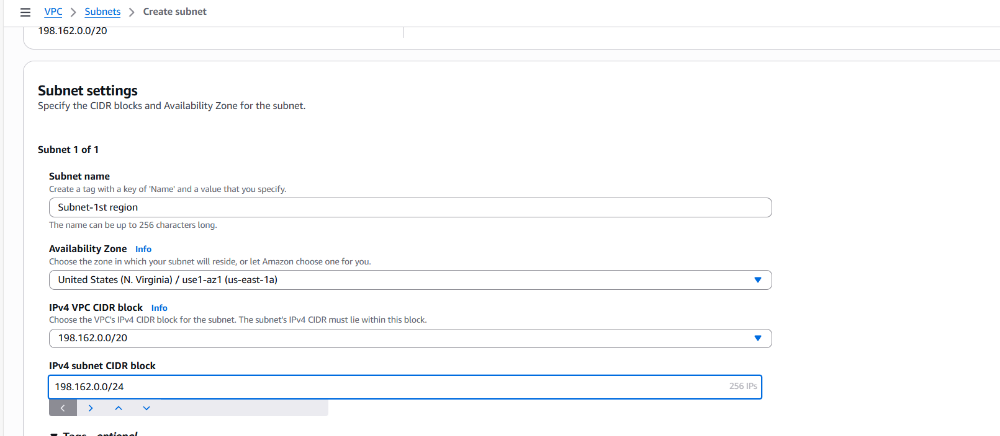 VPC > Subnets > Create subnet
198.162.0.0/20
Subnet settings
Specify the CIDR blocks and Availability Zone for the subnet.
Subnet 1 of 1
Subnet name
Create a tag with a key of 'Name' and a value that you specify.
Subnet-1st region
The name can be up to 256 characters long.
Availability Zone Info
Choose the zone in which your subnet will reside, or let Amazon choose one for you.
United States (N. Virginia) / use1-az1 (us-east-1a)
IPv4 VPC CIDR block Info
Choose the VPC's IPv4 CIDR block for the subnet. The subnet's IPv4 CIDR must lie within this block.
198.162.0.0/20
IPv4 subnet CIDR block
198.162.0.0/24 256 IPs
Tags - optional